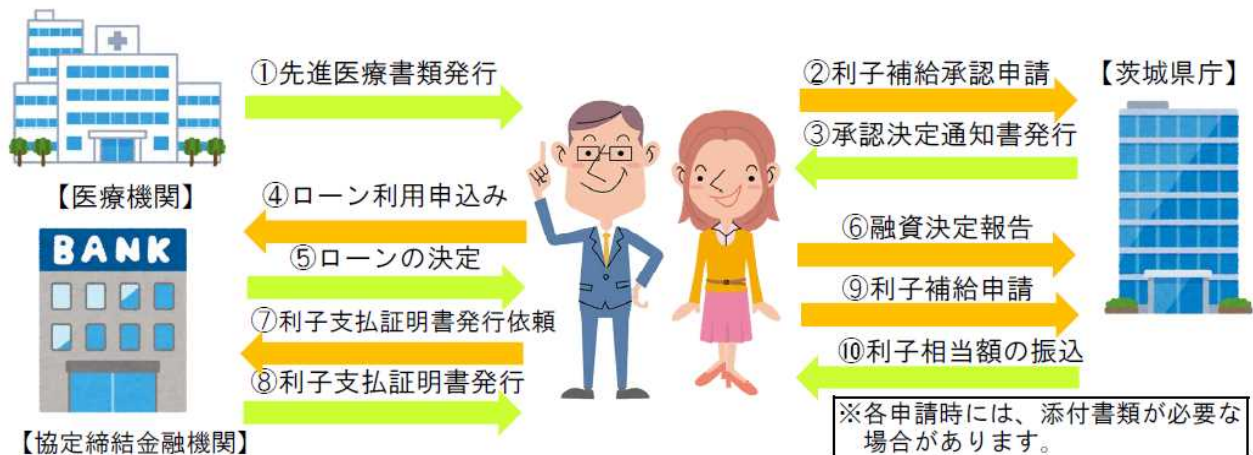 ①先進医療書類発行
【医療機関】
②利子補給承認申請
【茨城県庁】
③承認決定通知書発行
④ローン利用申込み
BANK
⑤ローンの決定
⑥融資決定報告
⑦利子支払証明書発行依頼
⑧利子支払証明書発行
【協定締結金融機関】
⑨利子補給申請
⑩利子相当額の振込
※各申請時には、添付書類が必要な
場合があります。